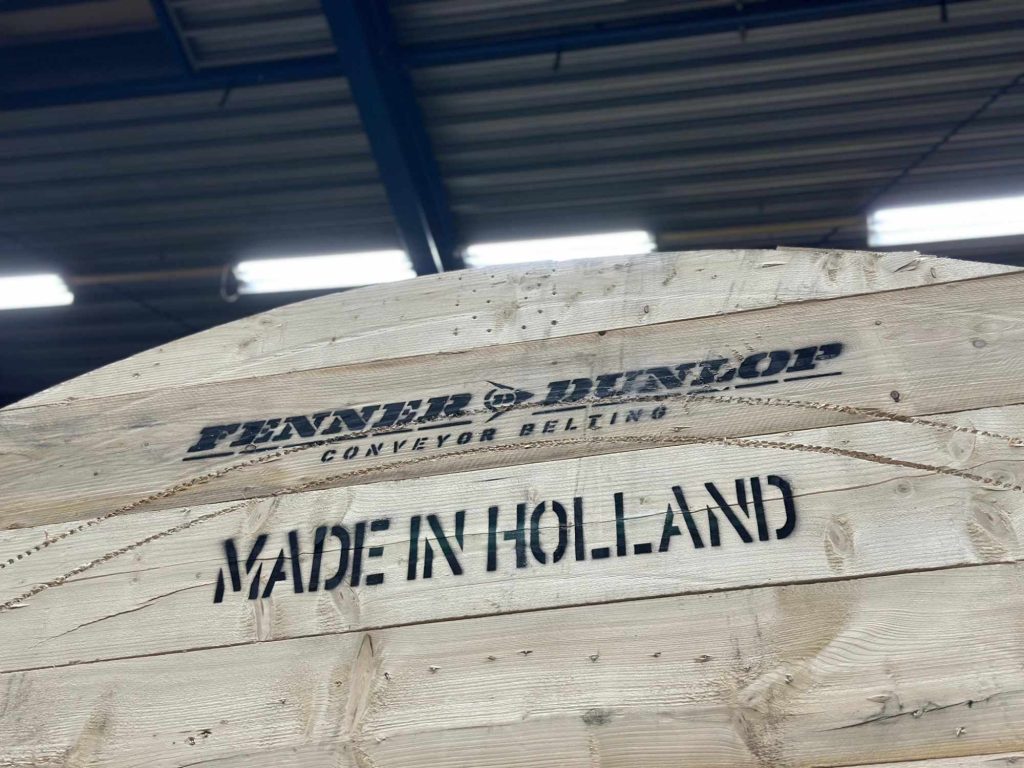 FENNER DUNLOP
CONVEYOR BELTING
MADE IN HOLLAND